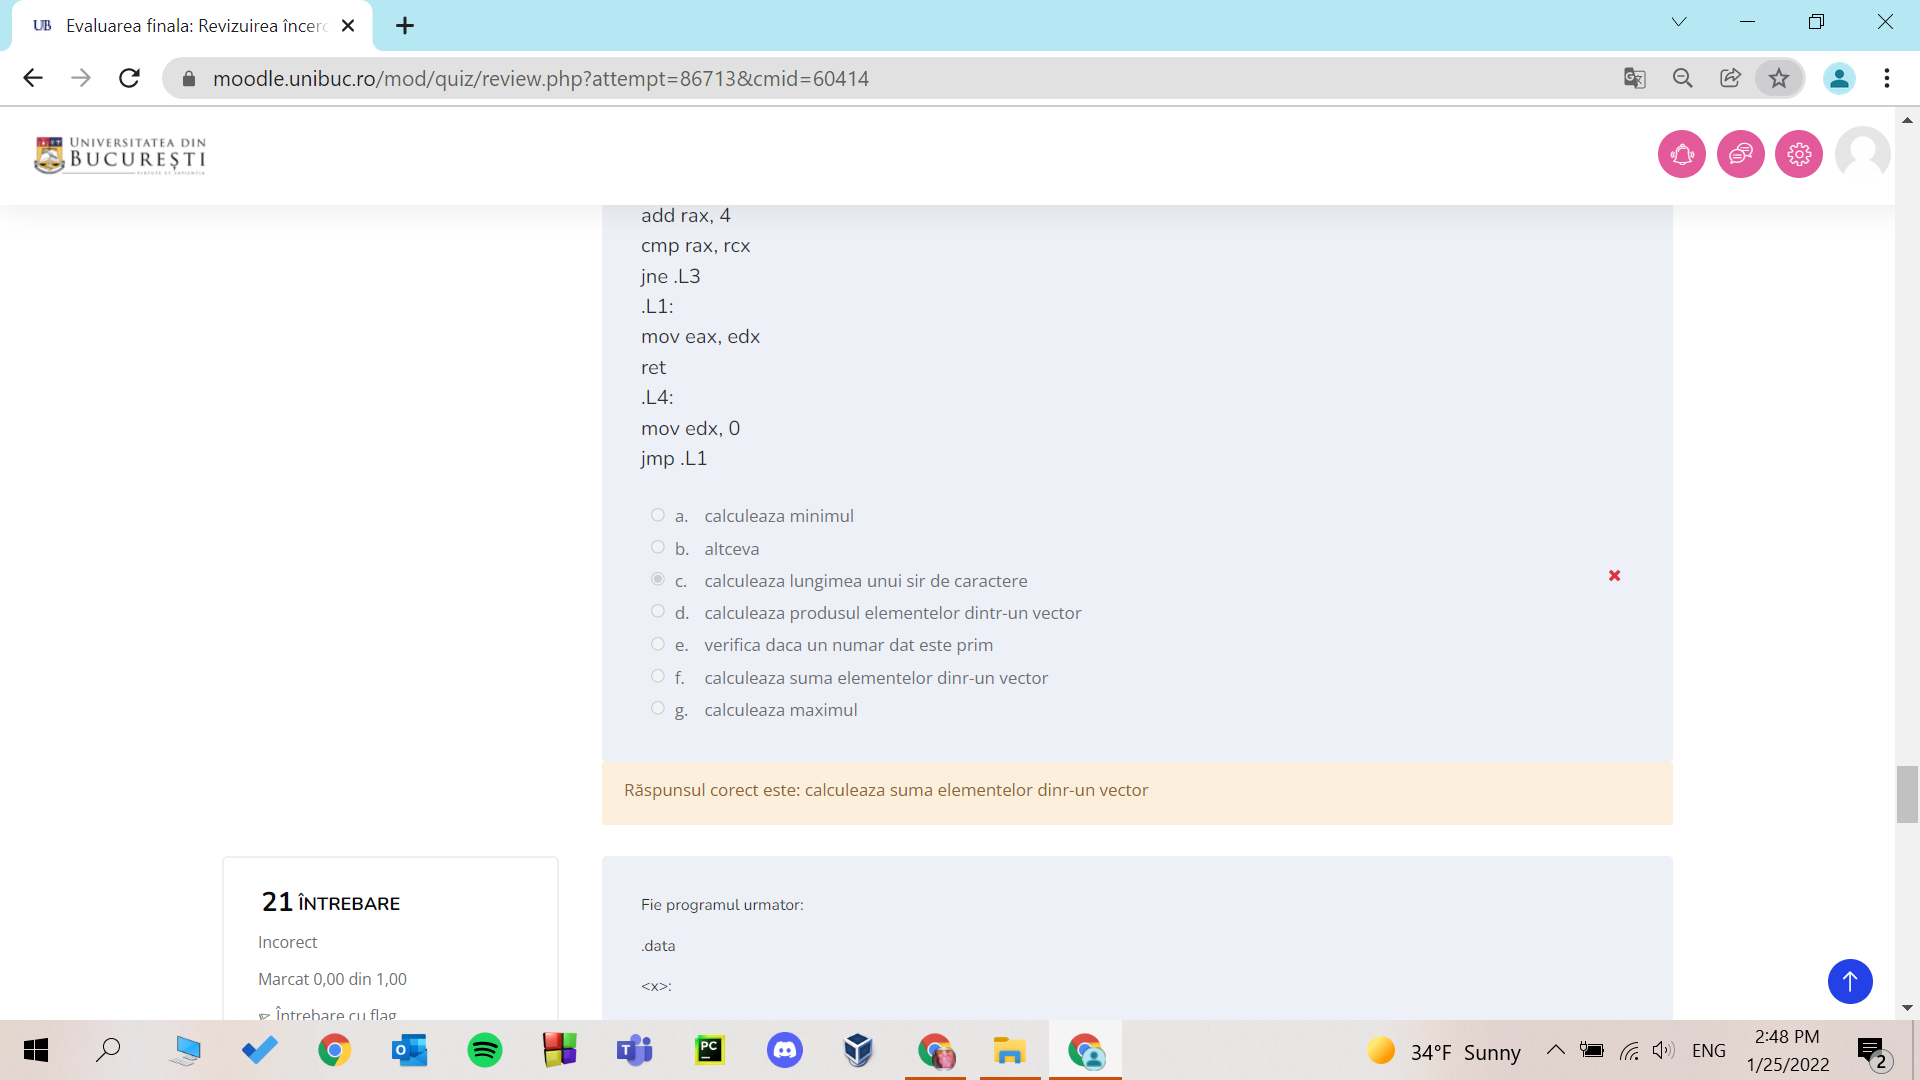 UB Evaluarea finala: Revizuirea încerc
moodle.unibuc.ro/mod/quiz/review.php?attempt=86713&cmid=60414
UNIVERSITATEA DIN
BUCUREȘTI
VIRTUTE ET SAPIENTIA
add rax, 4
cmp rax, rcx
jne .L3
.L1:
mov eax, edx
ret
.L4:
mov edx, 0
jmp .L1
a. calculeaza minimul
b. altceva
c. calculeaza lungimea unui sir de caractere
d. calculeaza produsul elementelor dintr-un vector
e. verifica daca un numar dat este prim
f. calculeaza suma elementelor dinr-un vector
g. calculeaza maximul
Răspunsul corect este: calculeaza suma elementelor dinr-un vector
21 ÎNTREBARE
Incorect
Marcat 0,00 din 1,00
Întrebare cu flag
Fie programul urmator:
.data
<x>:
34°F Sunny
ENG
2:48 PM
1/25/2022
2